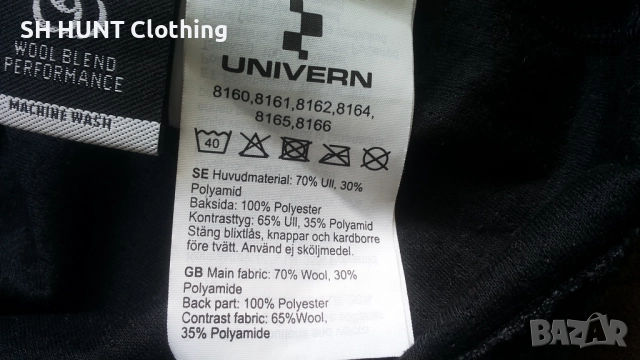 SH HUNT Clothing
WOOL BLEND
PERFORMANCE
MACHINE WASH
UNIVERN
8160,8161,8162,8164,
8165,8166
40
SE Huvudmaterial: 70% Ull, 30%
Polyamid
Baksida: 100% Polyester
Kontrasttyg: 65% Ull, 35% Polyamid
Stäng blixtlås, knappar och kardborre
före tvätt. Använd ej sköljmedel.
GB Main fabric: 70% Wool, 30%
Polyamide
Back part: 100% Polyester
Contrast fabric: 65%Wool,
35% Polyamide
BAZAR